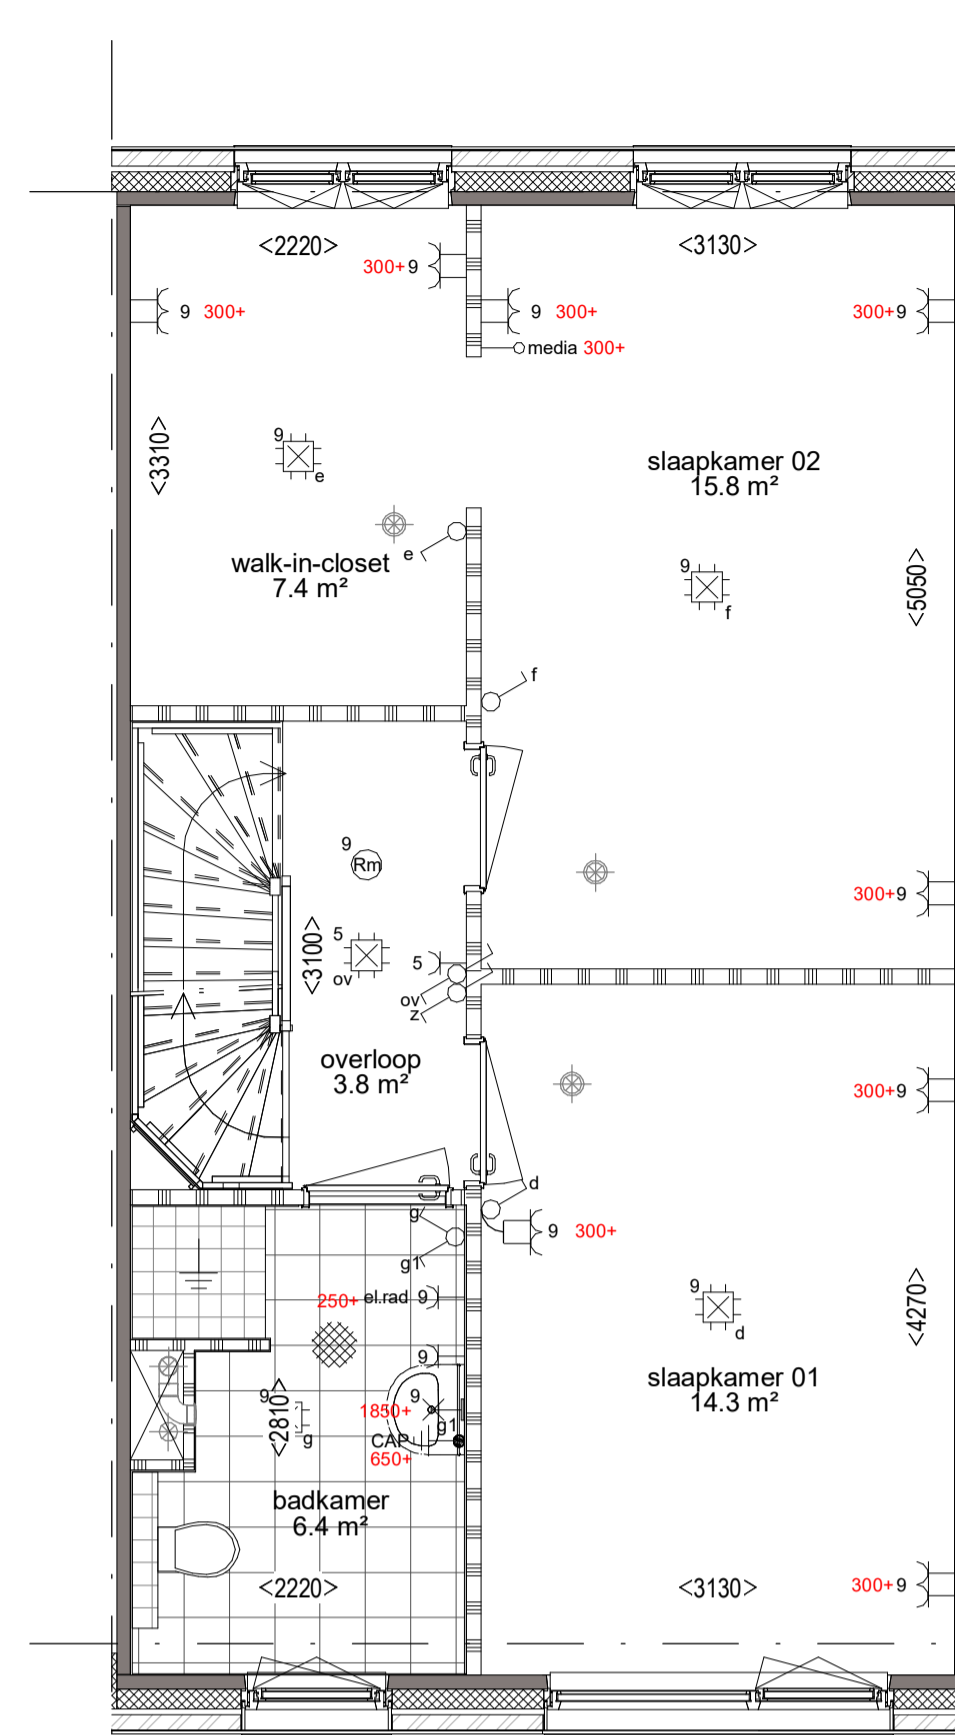 <2220>
<3130>
300+ 9
9 300+
9 300+
300+ 9
media 300+
<3310>
9
e
slaapkamer 02
15.8 m²
e
walk-in-closet
7.4 m²
<5050>
9
f
f
9
Rm
300+ 9
<3100>
5
ov
5
ov
z
overloop
3.8 m²
300+ 9
d
g
g1
9 300+
250+ el.rad 9
9
d
<4270>
9
9
<2810>
g
9
1850+
g1
CAP
650+
slaapkamer 01
14.3 m²
badkamer
6.4 m²
<2220>
<3130>
300+ 9